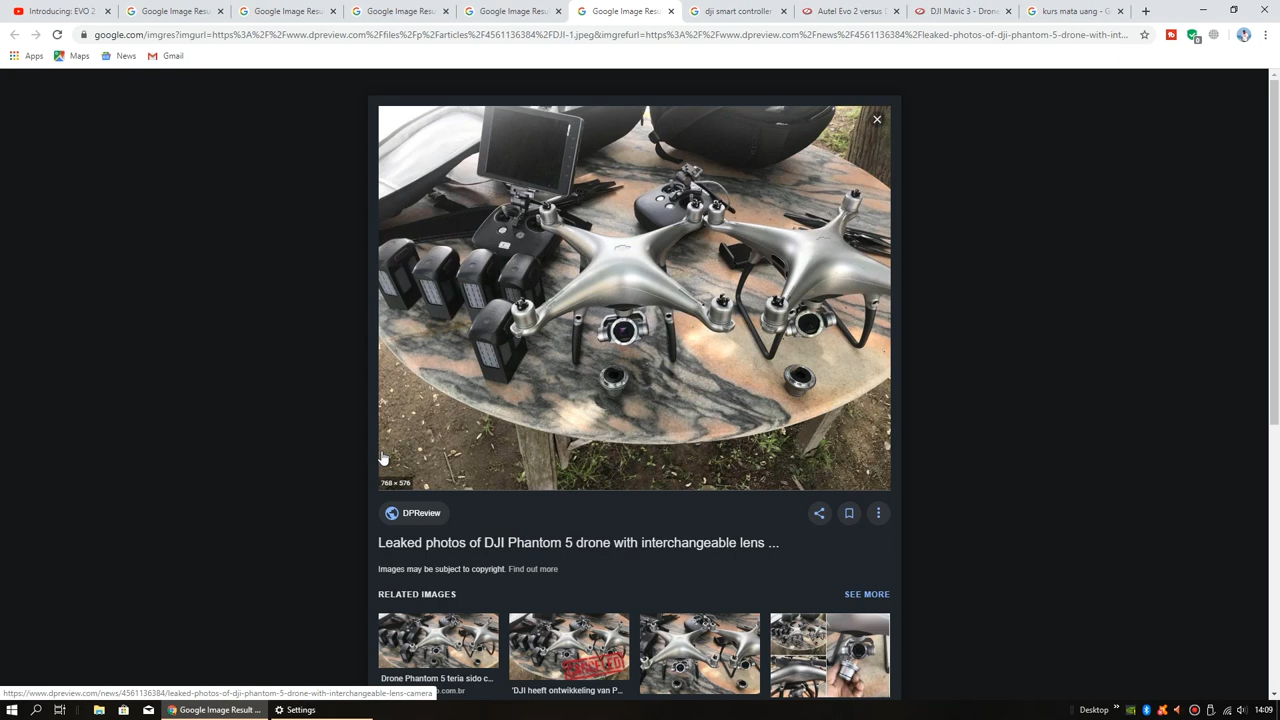 Introducing: EVO 2
Google Image Resu
Google Image Resu
Google Image Resu
Google Image Resu
Google Image Resu
dji smart controller
Autel Evo 2 versus
DJI Mavic 3 - Drone
kurs mata uang - G
google.com/imgres?imgurl=https%3A%2F%2Fwww.dpreview.com%2Ffiles%2Fp%2Farticles%2F4561136384%2FDJI-1.jpeg&imgrefurl=https%3A%2F%2Fwww.dpreview.com%2Fnews%2F4561136384%2Fleaked-photos-of-dji-phantom-5-drone-with-int...
Apps
Maps
News
Gmail
768 × 576
DPReview
Leaked photos of DJI Phantom 5 drone with interchangeable lens ...
Images may be subject to copyright. Find out more
RELATED IMAGES
SEE MORE
Drone Phantom 5 teria sido c...
o.com.br
'DJI heeft ontwikkeling van P...
https://www.dpreview.com/news/4561136384/leaked-photos-of-dji-phantom-5-drone-with-interchangeable-lens-camera
Google Image Result ...
Settings
Desktop
14:09